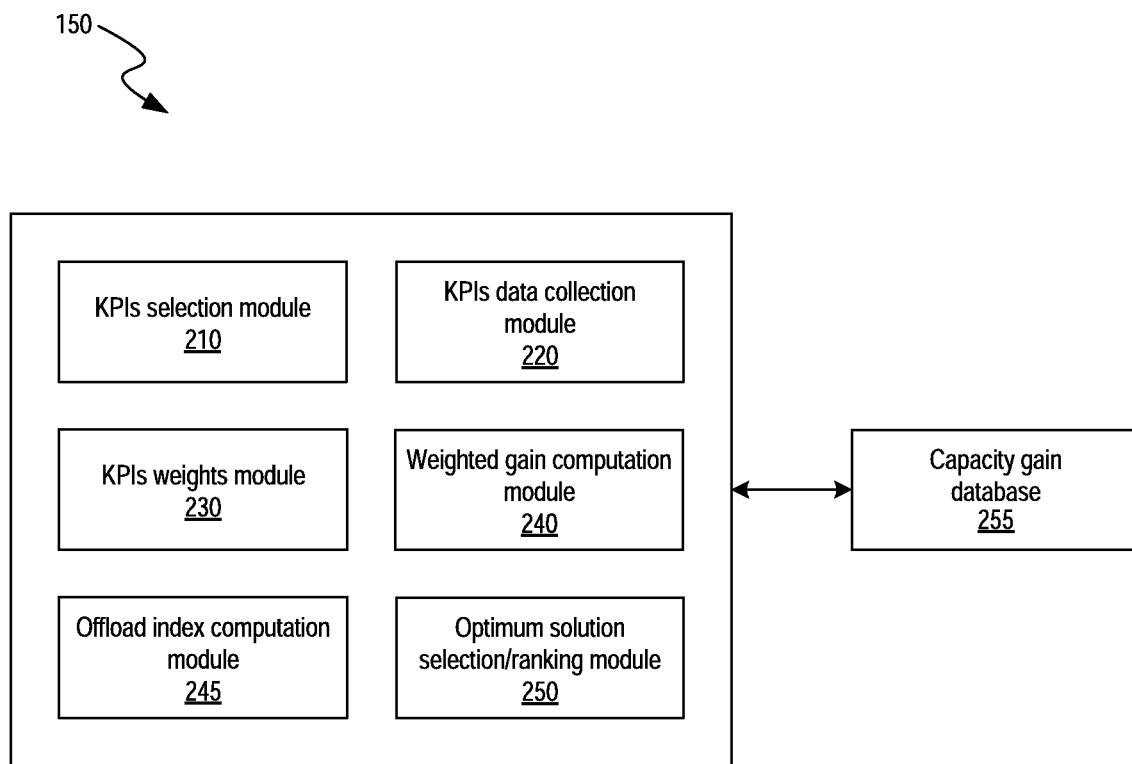 150
KPIs selection module
210
KPIs data collection
module
220
KPIs weights module
230
Weighted gain computation
module
240
Capacity gain
database
255
Offload index computation
module
245
Optimum solution
selection/ranking module
250